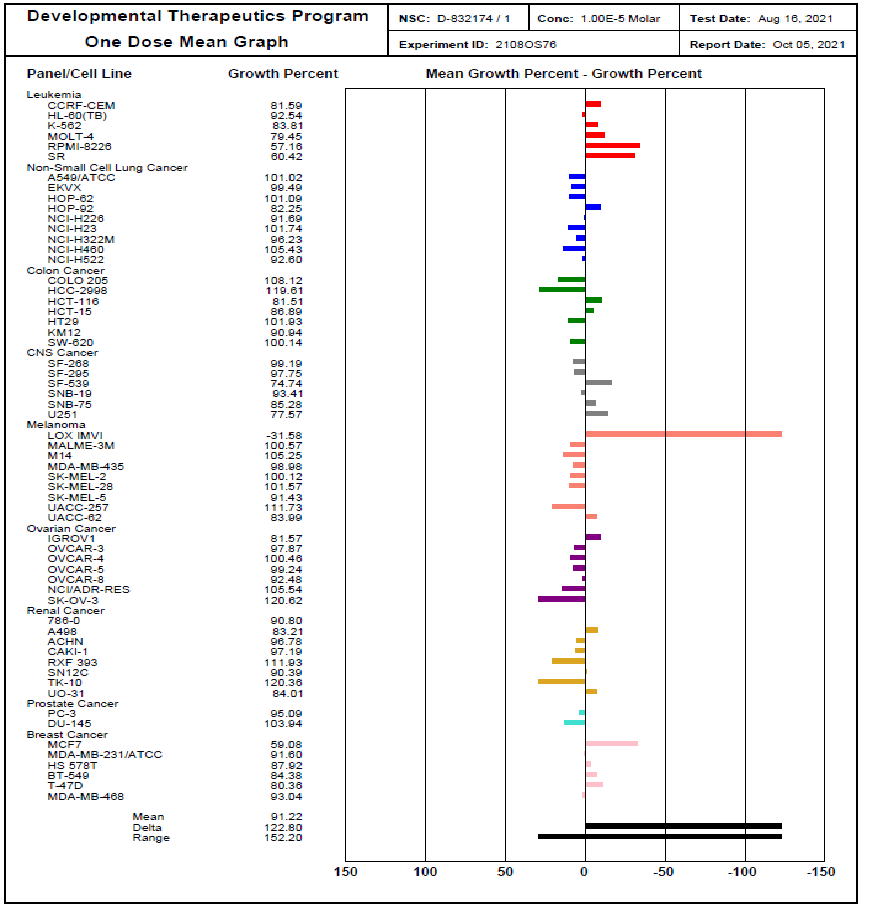 Developmental Therapeutics Program
One Dose Mean Graph
NSC: D-832174 / 1
Conc: 1.00E-5 Molar
Test Date: Aug 16, 2021
Experiment ID: 2108OS76
Report Date: Oct 05, 2021
Panel/Cell Line Growth Percent Mean Growth Percent - Growth Percent
Leukemia
CCRF-CEM 81.59
HL-60(TB) 92.54
K-562 83.81
MOLT-4 79.45
RPMI-8226 57.16
SR 60.42
Non-Small Cell Lung Cancer
A549/ATCC 101.02
EKVX 99.49
HOP-62 101.09
HOP-92 82.25
NCI-H226 91.69
NCI-H23 101.74
NCI-H322M 96.23
NCI-H460 105.43
NCI-H522 92.60
Colon Cancer
COLO 205 108.12
HCC-2998 119.61
HCT-116 81.51
HCT-15 86.89
HT29 101.93
KM12 90.94
SW-620 100.14
CNS Cancer
SF-268 99.19
SF-295 97.75
SF-539 74.74
SNB-19 93.41
SNB-75 85.28
U251 77.57
Melanoma
LOX IMVI -31.58
MALME-3M 100.57
M14 105.25
MDA-MB-435 98.98
SK-MEL-2 100.12
SK-MEL-28 101.57
SK-MEL-5 91.43
UACC-257 111.73
UACC-62 83.99
Ovarian Cancer
IGROV1 81.57
OVCAR-3 97.87
OVCAR-4 100.46
OVCAR-5 99.24
OVCAR-8 92.48
NCI/ADR-RES 105.54
SK-OV-3 120.62
Renal Cancer
786-0 90.80
A498 83.21
ACHN 96.78
CAKI-1 97.19
RXF 393 111.93
SN12C 90.39
TK-10 120.36
UO-31 84.01
Prostate Cancer
PC-3 95.09
DU-145 103.94
Breast Cancer
MCF7 59.08
MDA-MB-231/ATCC 91.60
HS 578T 87.92
BT-549 84.38
T-47D 80.36
MDA-MB-468 93.04
Mean 91.22
Delta 122.80
Range 152.20
150 100 50 0 -50 -100 -150